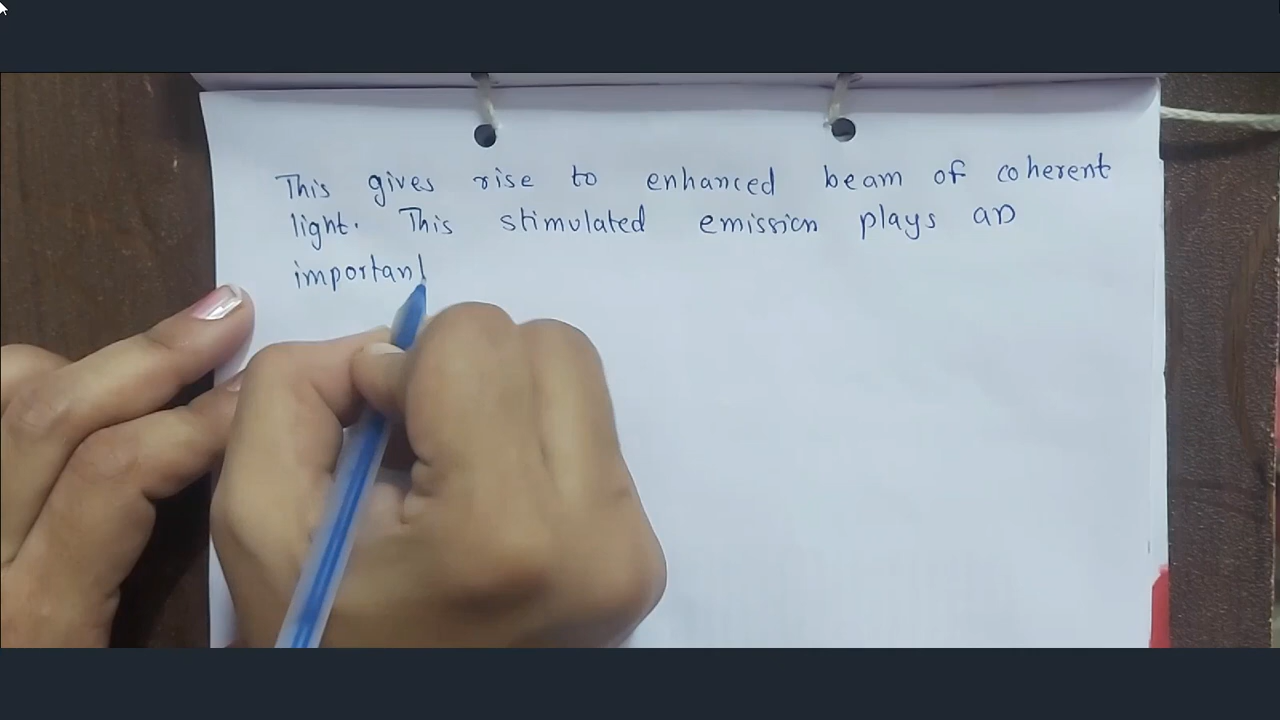 This gives rise to enhanced beam of coherent
light. This stimulated emission plays an
important